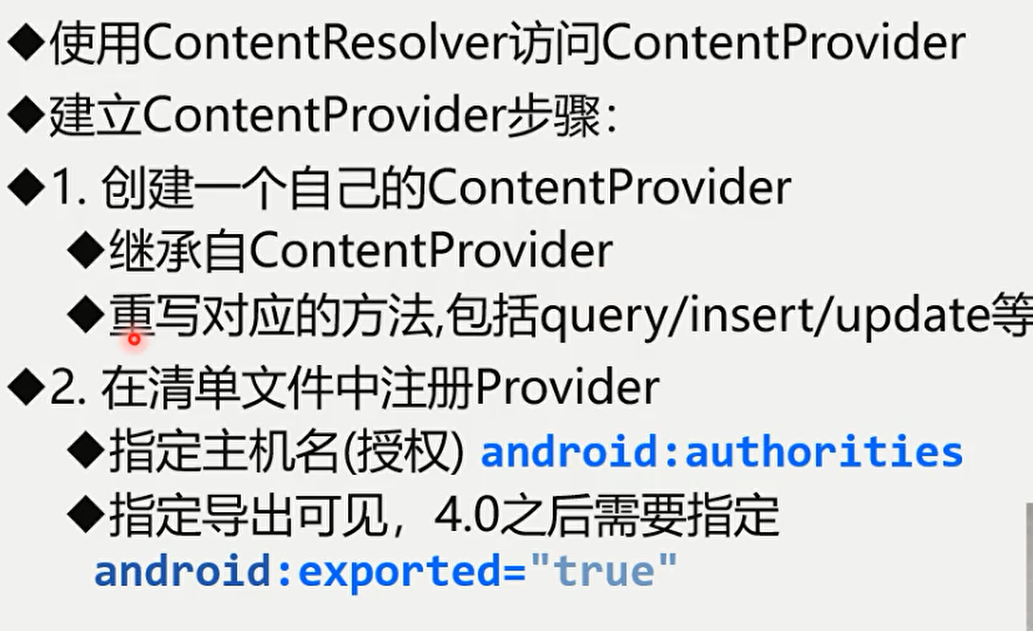 ◆使用ContentResolver访问ContentProvider
◆建立ContentProvider步骤：
◆1. 创建一个自己的ContentProvider
◆继承自ContentProvider
◆重写对应的方法,包括query/insert/update等
◆2. 在清单文件中注册Provider
◆指定主机名(授权) android:authorities
◆指定导出可见，4.0之后需要指定
android:exported="true"